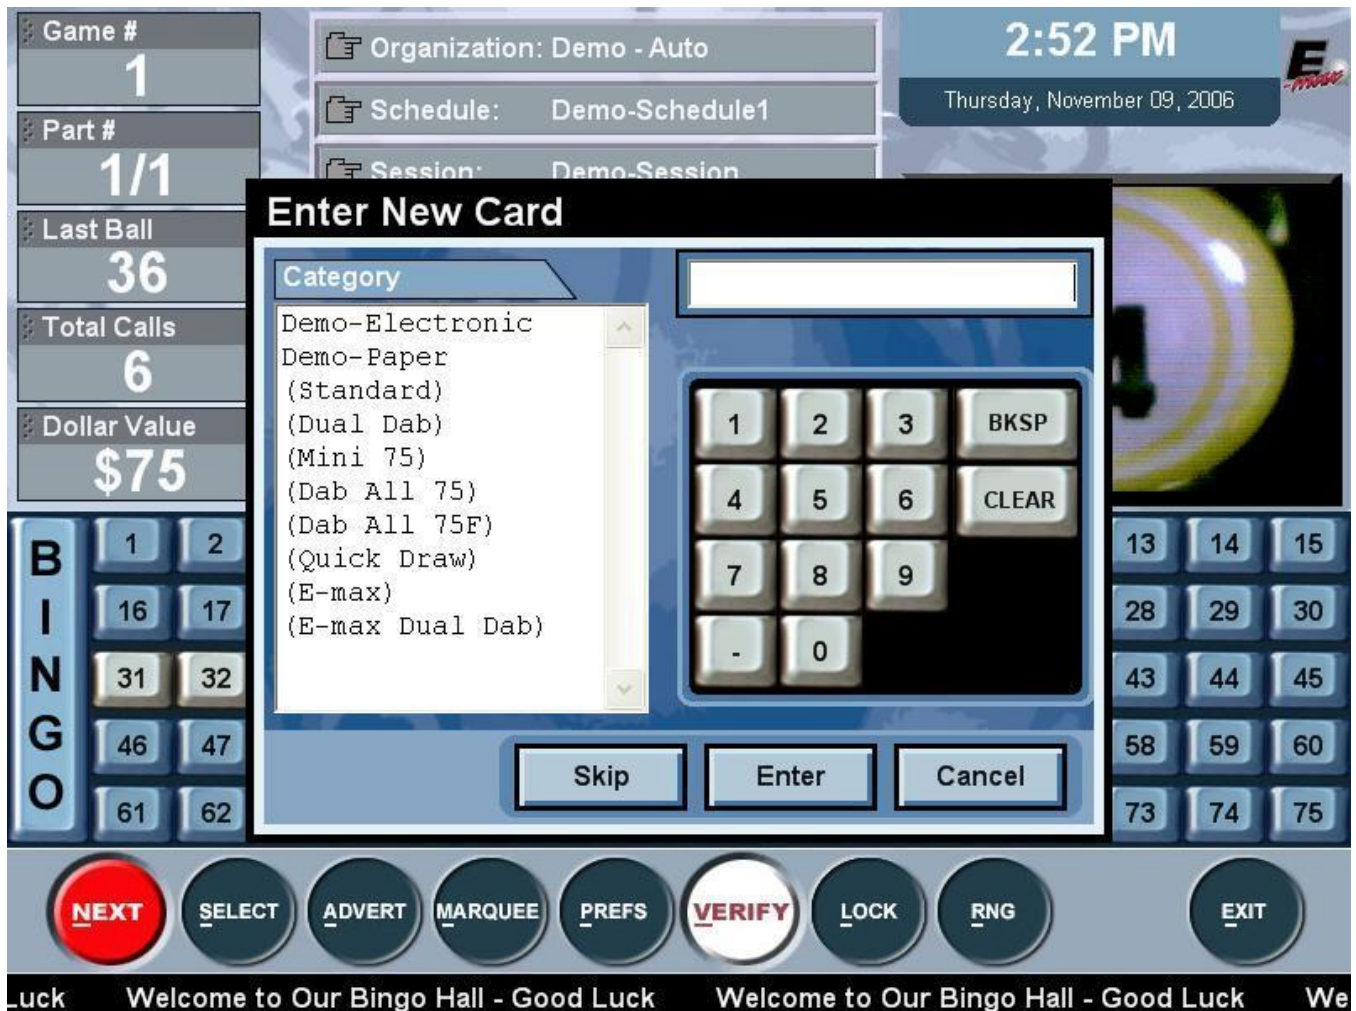 Game #
1
Organization: Demo - Auto
2:52 PM
Thursday, November 09, 2006
E
-max
Schedule: Demo-Schedule1
Part #
1/1
Session: Demo-Session
Enter New Card
Last Ball
36
Category
Total Calls
6
Demo-Electronic
Demo-Paper
(Standard)
(Dual Dab)
(Mini 75)
(Dab All 75)
(Dab All 75F)
(Quick Draw)
(E-max)
(E-max Dual Dab)
Dollar Value
$75
1 2 3 BKSP
4 5 6 CLEAR
7 8 9
- 0
Skip Enter Cancel
B 1 2 13 14 15
I 16 17 28 29 30
N 31 32 43 44 45
G 46 47 58 59 60
O 61 62 73 74 75
NEXT SELECT ADVERT MARQUEE PREFS VERIFY LOCK RNG EXIT
Luck Welcome to Our Bingo Hall - Good Luck Welcome to Our Bingo Hall - Good Luck We